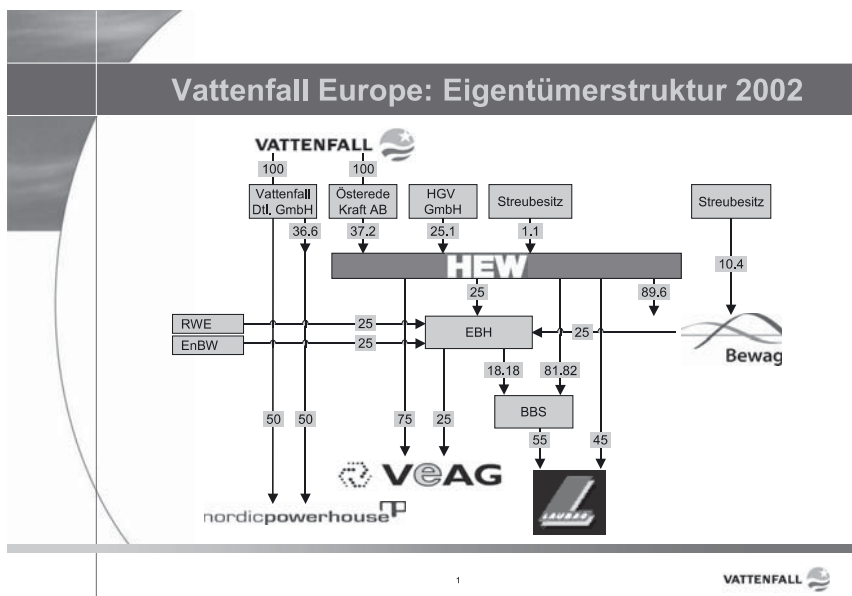 Vattenfall Europe: Eigentümerstruktur 2002
VATTENFALL
100 100
Vattenfall
Dtl. GmbH
Österede
Kraft AB
HGV
GmbH
Streubesitz
Streubesitz
36.6 37.2 25.1 1.1
10.4
HEW
25
89.6
RWE
25
EBH
25
EnBW
25
Bewag
18.18 81.82
BBS
50 50 75 25 55 45
VeAG
LAUBAG
nordicpowerhouse
1
VATTENFALL